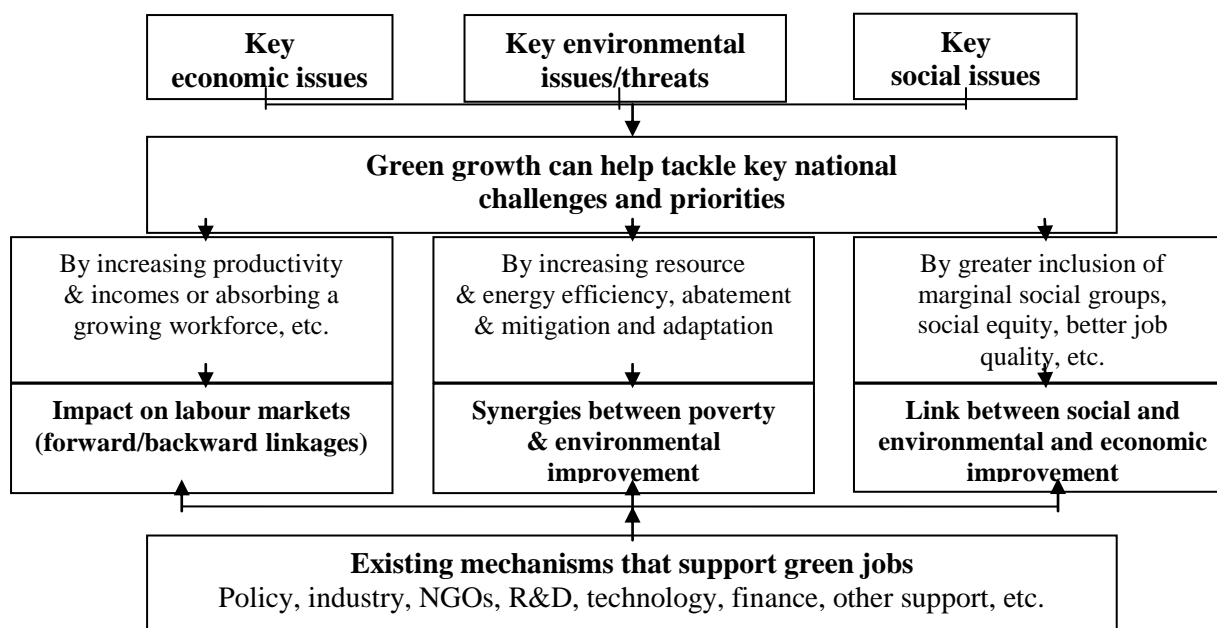 Key
economic issues
Key environmental
issues/threats
Key
social issues
Green growth can help tackle key national
challenges and priorities
By increasing productivity
& incomes or absorbing a
growing workforce, etc.
By increasing resource
& energy efficiency, abatement
& mitigation and adaptation
By greater inclusion of
marginal social groups,
social equity, better job
quality, etc.
Impact on labour markets
(forward/backward linkages)
Synergies between poverty
& environmental
improvement
Link between social and
environmental and economic
improvement
Existing mechanisms that support green jobs
Policy, industry, NGOs, R&D, technology, finance, other support, etc.